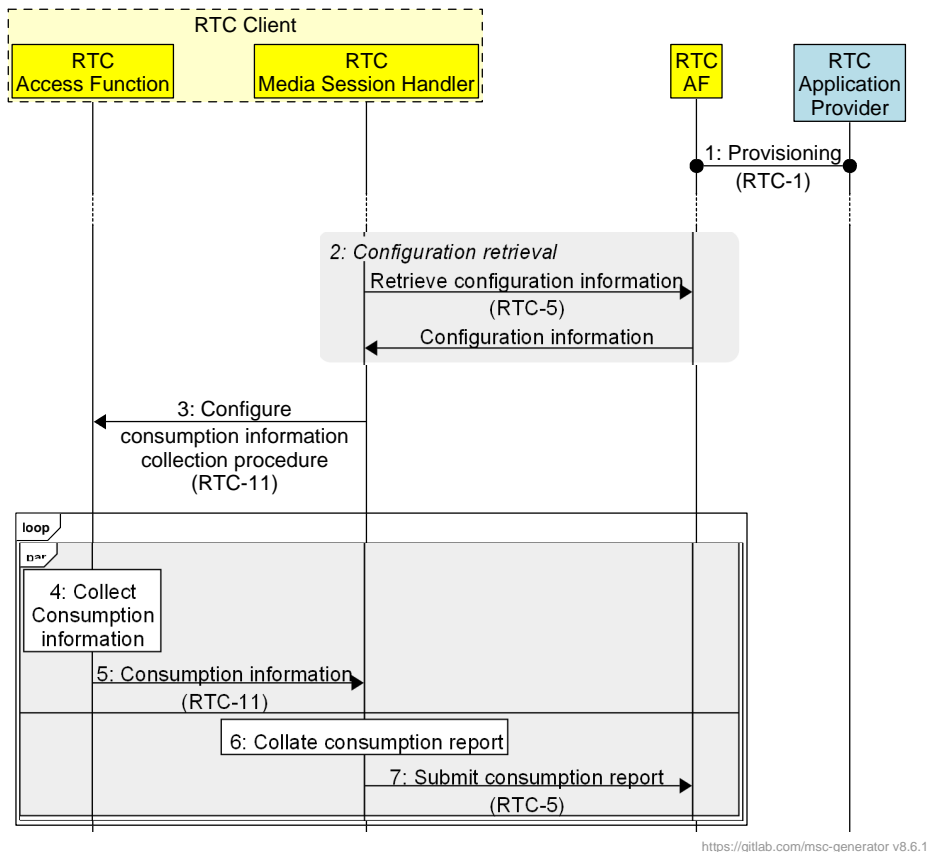 RTC Client
RTC
Access Function
RTC
Media Session Handler
RTC
AF
RTC
Application
Provider
1: Provisioning
(RTC-1)
2: Configuration retrieval
Retrieve configuration information
(RTC-5)
Configuration information
3: Configure
consumption information
collection procedure
(RTC-11)
loop
par
4: Collect
Consumption
information
5: Consumption information
(RTC-11)
6: Collate consumption report
7: Submit consumption report
(RTC-5)
https://gitlab.com/msc-generator v8.6.1